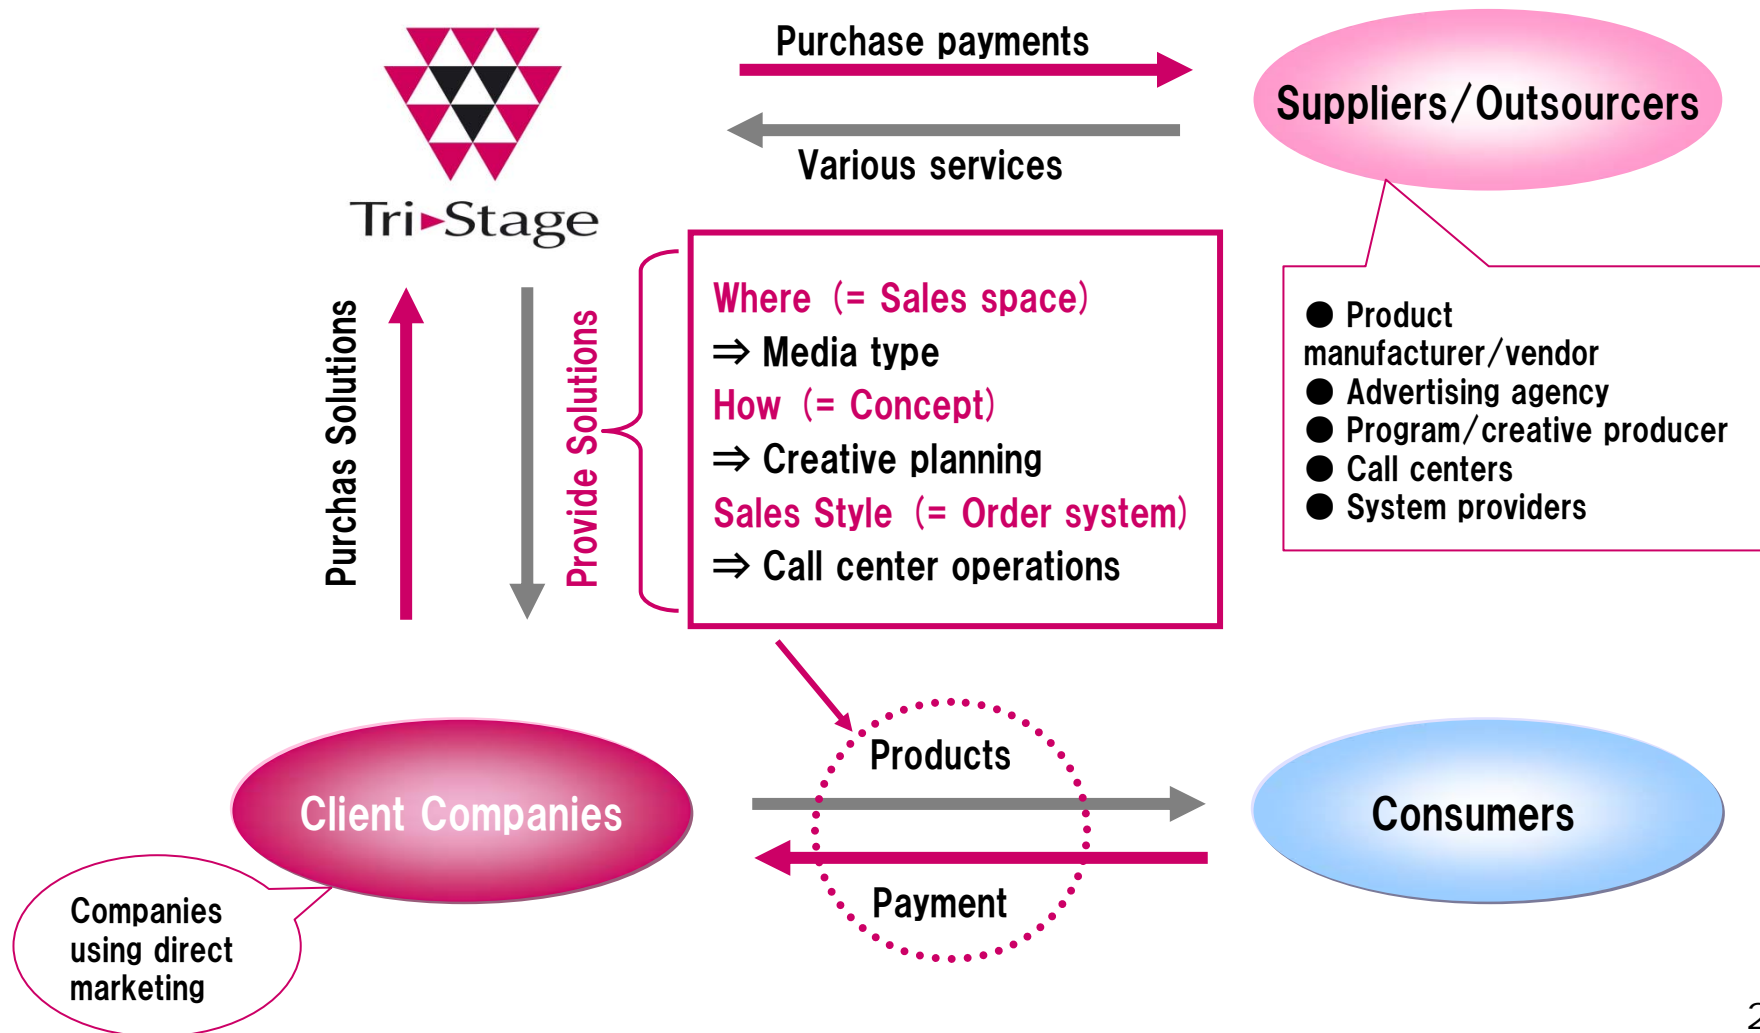 Purchase payments
Suppliers/Outsourcers
Various services
Tri►Stage
Purchas Solutions
Provide Solutions
Where (= Sales space)
⇒ Media type
How (= Concept)
⇒ Creative planning
Sales Style (= Order system)
⇒ Call center operations
● Product
manufacturer/vendor
● Advertising agency
● Program/creative producer
● Call centers
● System providers
Products
Client Companies
Consumers
Payment
Companies
using direct
marketing
2